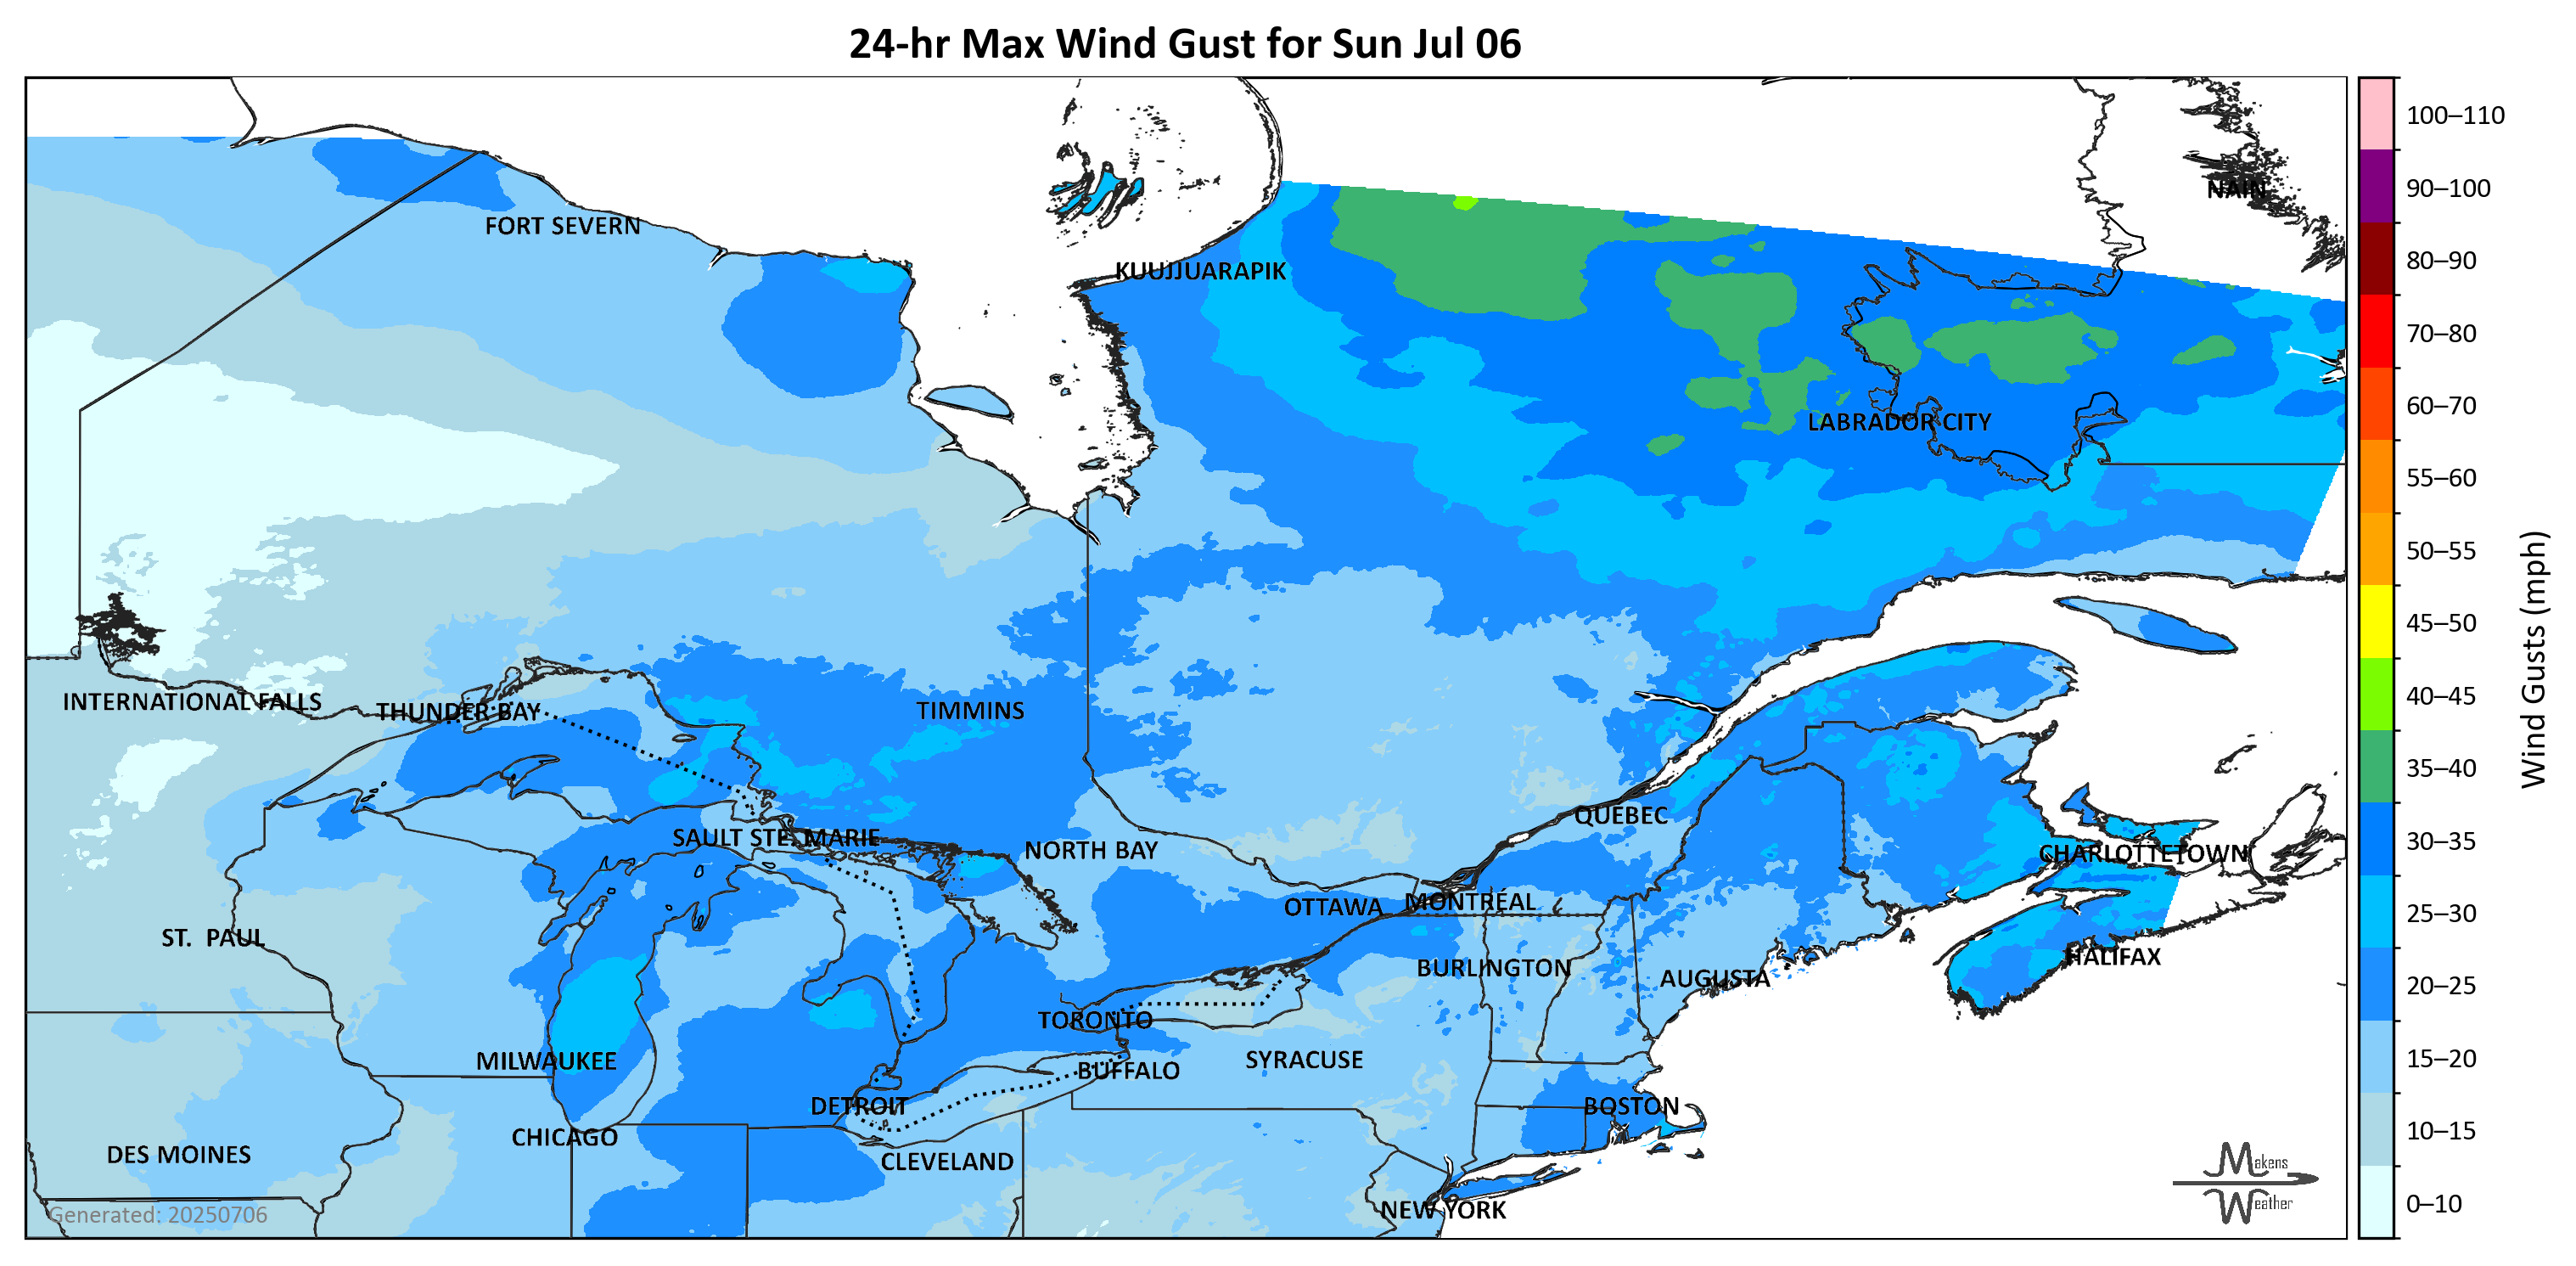 24-hr Max Wind Gust for Sun Jul 06
100–110
90–100
80–90
70–80
60–70
55–60
50–55
45–50
40–45
35–40
30–35
25–30
20–25
15–20
10–15
0–10
Wind Gusts (mph)
NAIN
FORT SEVERN
KUUJJUARAPIK
LABRADOR CITY
INTERNATIONAL FALLS
THUNDER BAY
TIMMINS
SAULT STE. MARIE
NORTH BAY
QUEBEC
CHARLOTTETOWN
OTTAWA
MONTRÉAL
ST. PAUL
BURLINGTON
AUGUSTA
HALIFAX
TORONTO
MILWAUKEE
BUFFALO
SYRACUSE
DETROIT
BOSTON
CHICAGO
DES MOINES
CLEVELAND
NEW YORK
Generated: 20250706
Makens
Weather